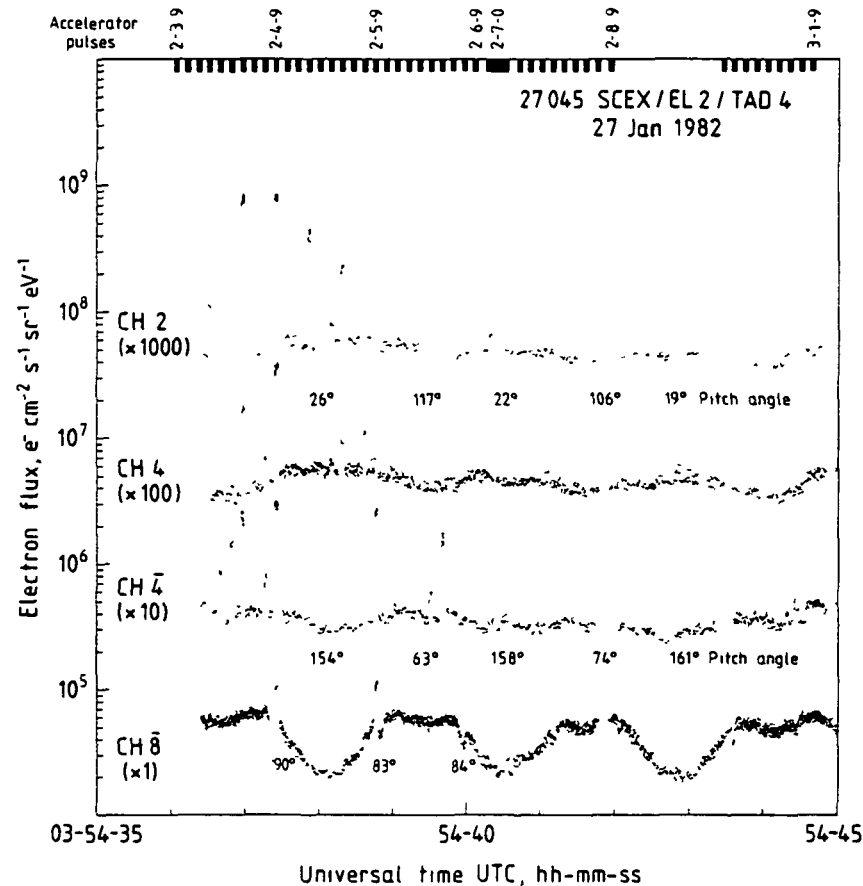 Accelerator
pulses
2-3-9
2-4-9
2-5-9
2-6-9
2-7-0
2-8-9
3-1-9
27 045 SCEX / EL 2 / TAD 4
27 Jan 1982
Electron flux, e⁻ cm⁻² s⁻¹ sr⁻¹ eV⁻¹
10⁹
10⁸
10⁷
10⁶
10⁵
CH 2
(×1000)
26° 117° 22° 106° 19° Pitch angle
CH 4
(×100)
CH 4̄
(×10)
154° 63° 158° 74° 161° Pitch angle
CH 8̄
(×1)
90° 83° 84°
03-54-35 54-40 54-45
Universal time UTC, hh-mm-ss